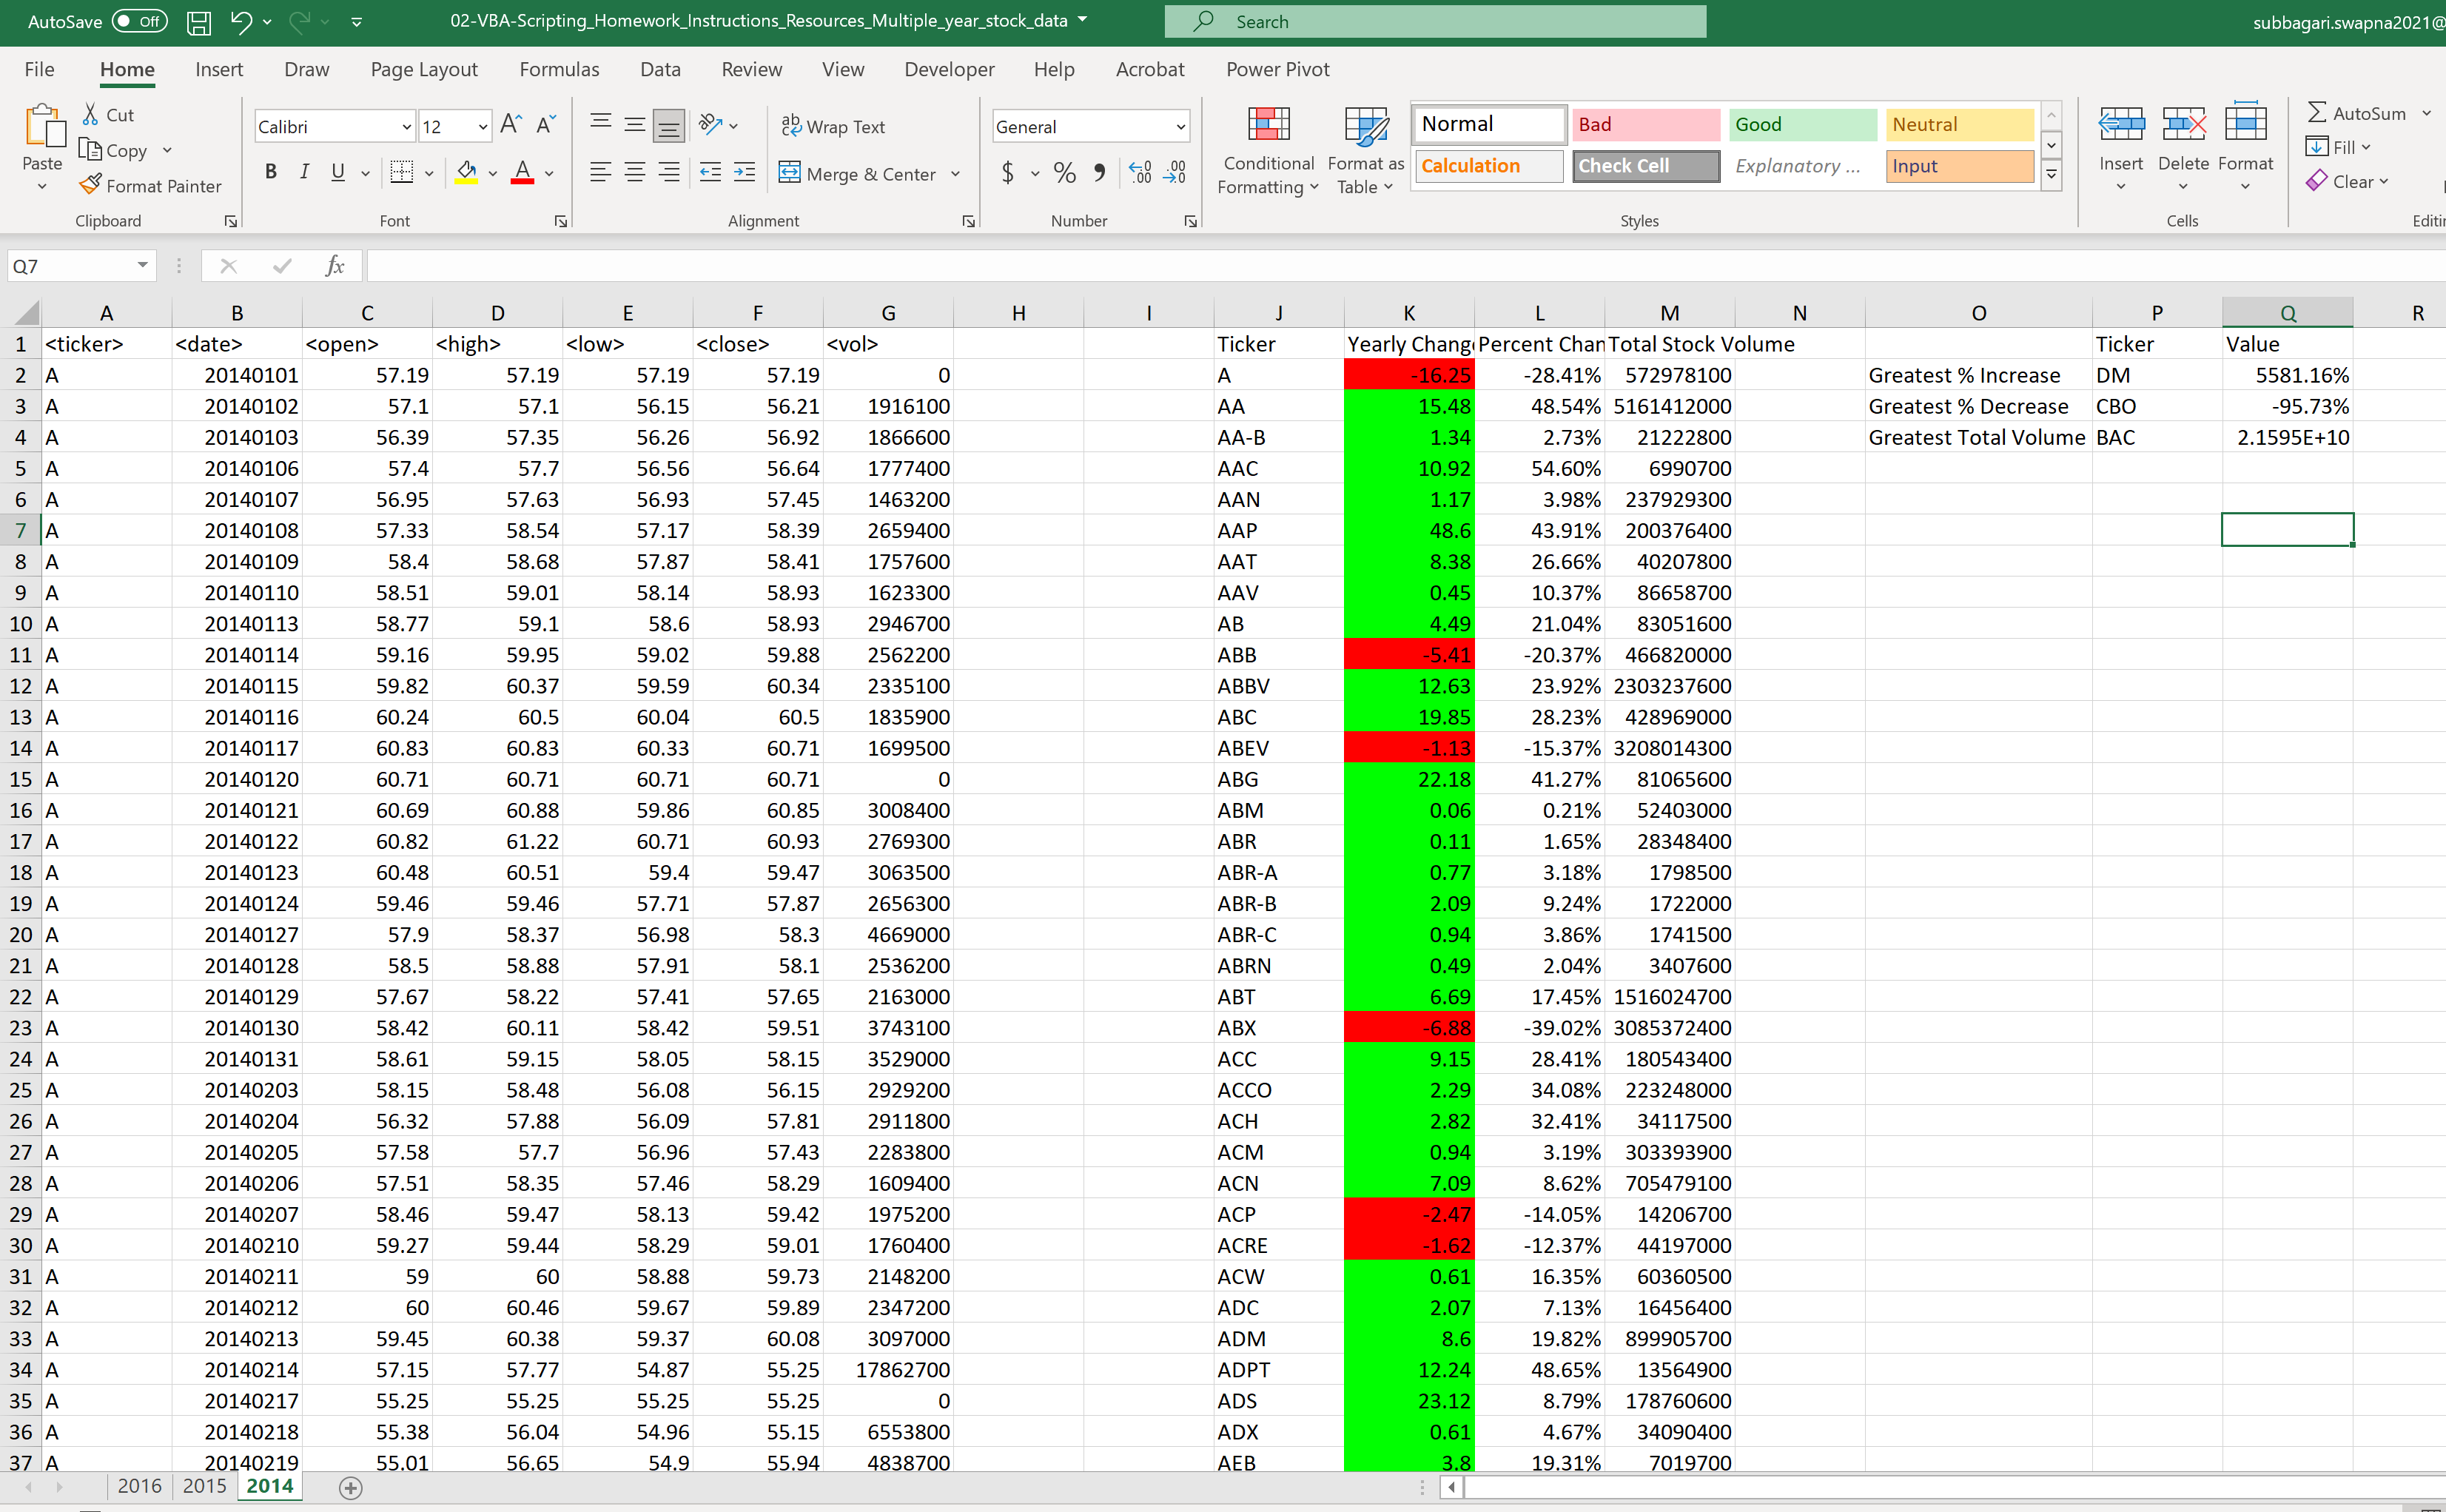 AutoSave Off 02-VBA-Scripting_Homework_Instructions_Resources_Multiple_year_stock_data Search subbagari.swapna2021@
File Home Insert Draw Page Layout Formulas Data Review View Developer Help Acrobat Power Pivot
Paste Cut Copy Format Painter
Calibri 12 B I U
ab Wrap Text Merge & Center
General $ % 9 .00
Conditional Formatting Format as Table
Normal Bad Good Neutral
Calculation Check Cell Explanatory ... Input
Insert Delete Format
AutoSum Fill Clear
Clipboard Font Alignment Number Styles Cells Editi
Q7 fx
A B C D E F G H I J K L M N O P Q R
1 <ticker> <date> <open> <high> <low> <close> <vol> Ticker Yearly Change Percent Chan Total Stock Volume Ticker Value
2 A 20140101 57.19 57.19 57.19 57.19 0 A -16.25 -28.41% 572978100 Greatest % Increase DM 5581.16%
3 A 20140102 57.1 57.1 56.15 56.21 1916100 AA 15.48 48.54% 5161412000 Greatest % Decrease CBO -95.73%
4 A 20140103 56.39 57.35 56.26 56.92 1866600 AA-B 1.34 2.73% 21222800 Greatest Total Volume BAC 2.1595E+10
5 A 20140106 57.4 57.7 56.56 56.64 1777400 AAC 10.92 54.60% 6990700
6 A 20140107 56.95 57.63 56.93 57.45 1463200 AAN 1.17 3.98% 237929300
7 A 20140108 57.33 58.54 57.17 58.39 2659400 AAP 48.6 43.91% 200376400
8 A 20140109 58.4 58.68 57.87 58.41 1757600 AAT 8.38 26.66% 40207800
9 A 20140110 58.51 59.01 58.14 58.93 1623300 AAV 0.45 10.37% 86658700
10 A 20140113 58.77 59.1 58.6 58.93 2946700 AB 4.49 21.04% 83051600
11 A 20140114 59.16 59.95 59.02 59.88 2562200 ABB -5.41 -20.37% 466820000
12 A 20140115 59.82 60.37 59.59 60.34 2335100 ABBV 12.63 23.92% 2303237600
13 A 20140116 60.24 60.5 60.04 60.5 1835900 ABC 19.85 28.23% 428969000
14 A 20140117 60.83 60.83 60.33 60.71 1699500 ABEV -1.13 -15.37% 3208014300
15 A 20140120 60.71 60.71 60.71 60.71 0 ABG 22.18 41.27% 81065600
16 A 20140121 60.69 60.88 59.86 60.85 3008400 ABM 0.06 0.21% 52403000
17 A 20140122 60.82 61.22 60.71 60.93 2769300 ABR 0.11 1.65% 28348400
18 A 20140123 60.48 60.51 59.4 59.47 3063500 ABR-A 0.77 3.18% 1798500
19 A 20140124 59.46 59.46 57.71 57.87 2656300 ABR-B 2.09 9.24% 1722000
20 A 20140127 57.9 58.37 56.98 58.3 4669000 ABR-C 0.94 3.86% 1741500
21 A 20140128 58.5 58.88 57.91 58.1 2536200 ABRN 0.49 2.04% 3407600
22 A 20140129 57.67 58.22 57.41 57.65 2163000 ABT 6.69 17.45% 1516024700
23 A 20140130 58.42 60.11 58.42 59.51 3743100 ABX -6.88 -39.02% 3085372400
24 A 20140131 58.61 59.15 58.05 58.15 3529000 ACC 9.15 28.41% 180543400
25 A 20140203 58.15 58.48 56.08 56.15 2929200 ACCO 2.29 34.08% 223248000
26 A 20140204 56.32 57.88 56.09 57.81 2911800 ACH 2.82 32.41% 34117500
27 A 20140205 57.58 57.7 56.96 57.43 2283800 ACM 0.94 3.19% 303393900
28 A 20140206 57.51 58.35 57.46 58.29 1609400 ACN 7.09 8.62% 705479100
29 A 20140207 58.46 59.47 58.13 59.42 1975200 ACP -2.47 -14.05% 14206700
30 A 20140210 59.27 59.44 58.29 59.01 1760400 ACRE -1.62 -12.37% 44197000
31 A 20140211 59 60 58.88 59.73 2148200 ACW 0.61 16.35% 60360500
32 A 20140212 60 60.46 59.67 59.89 2347200 ADC 2.07 7.13% 16456400
33 A 20140213 59.45 60.38 59.37 60.08 3097000 ADM 8.6 19.82% 899905700
34 A 20140214 57.15 57.77 54.87 55.25 17862700 ADPT 12.24 48.65% 13564900
35 A 20140217 55.25 55.25 55.25 55.25 0 ADS 23.12 8.79% 178760600
36 A 20140218 55.38 56.04 54.96 55.15 6553800 ADX 0.61 4.67% 34090400
37 A 20140219 55.01 56.65 54.9 55.94 4838700 AEB 3.8 19.31% 7019700
2016 2015 2014